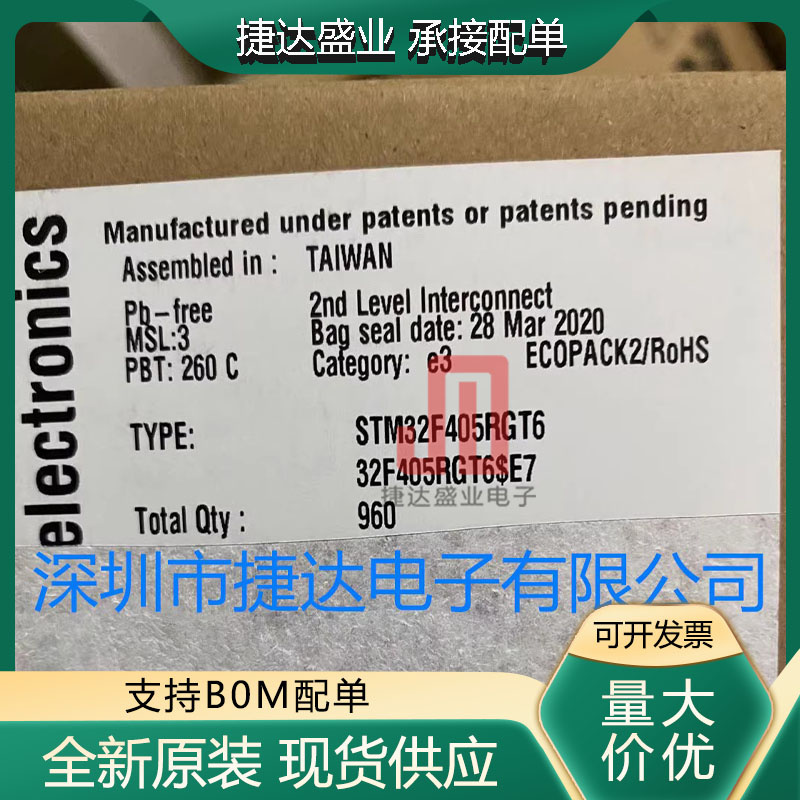 捷达盛业 承接配单
electronics
Manufactured under patents or patents pending
Assembled in : TAIWAN
Pb-free 2nd Level Interconnect
MSL:3 Bag seal date: 28 Mar 2020
PBT: 260 C Category: e3 ECOPACK2/RoHS
TYPE: STM32F405RGT6
32F405RGT6$E7
捷达盛业电子
Total Qty : 960
深圳市捷达电子有限公司
可开发票
支持BOM配单
量大
价优
全新原装 现货供应